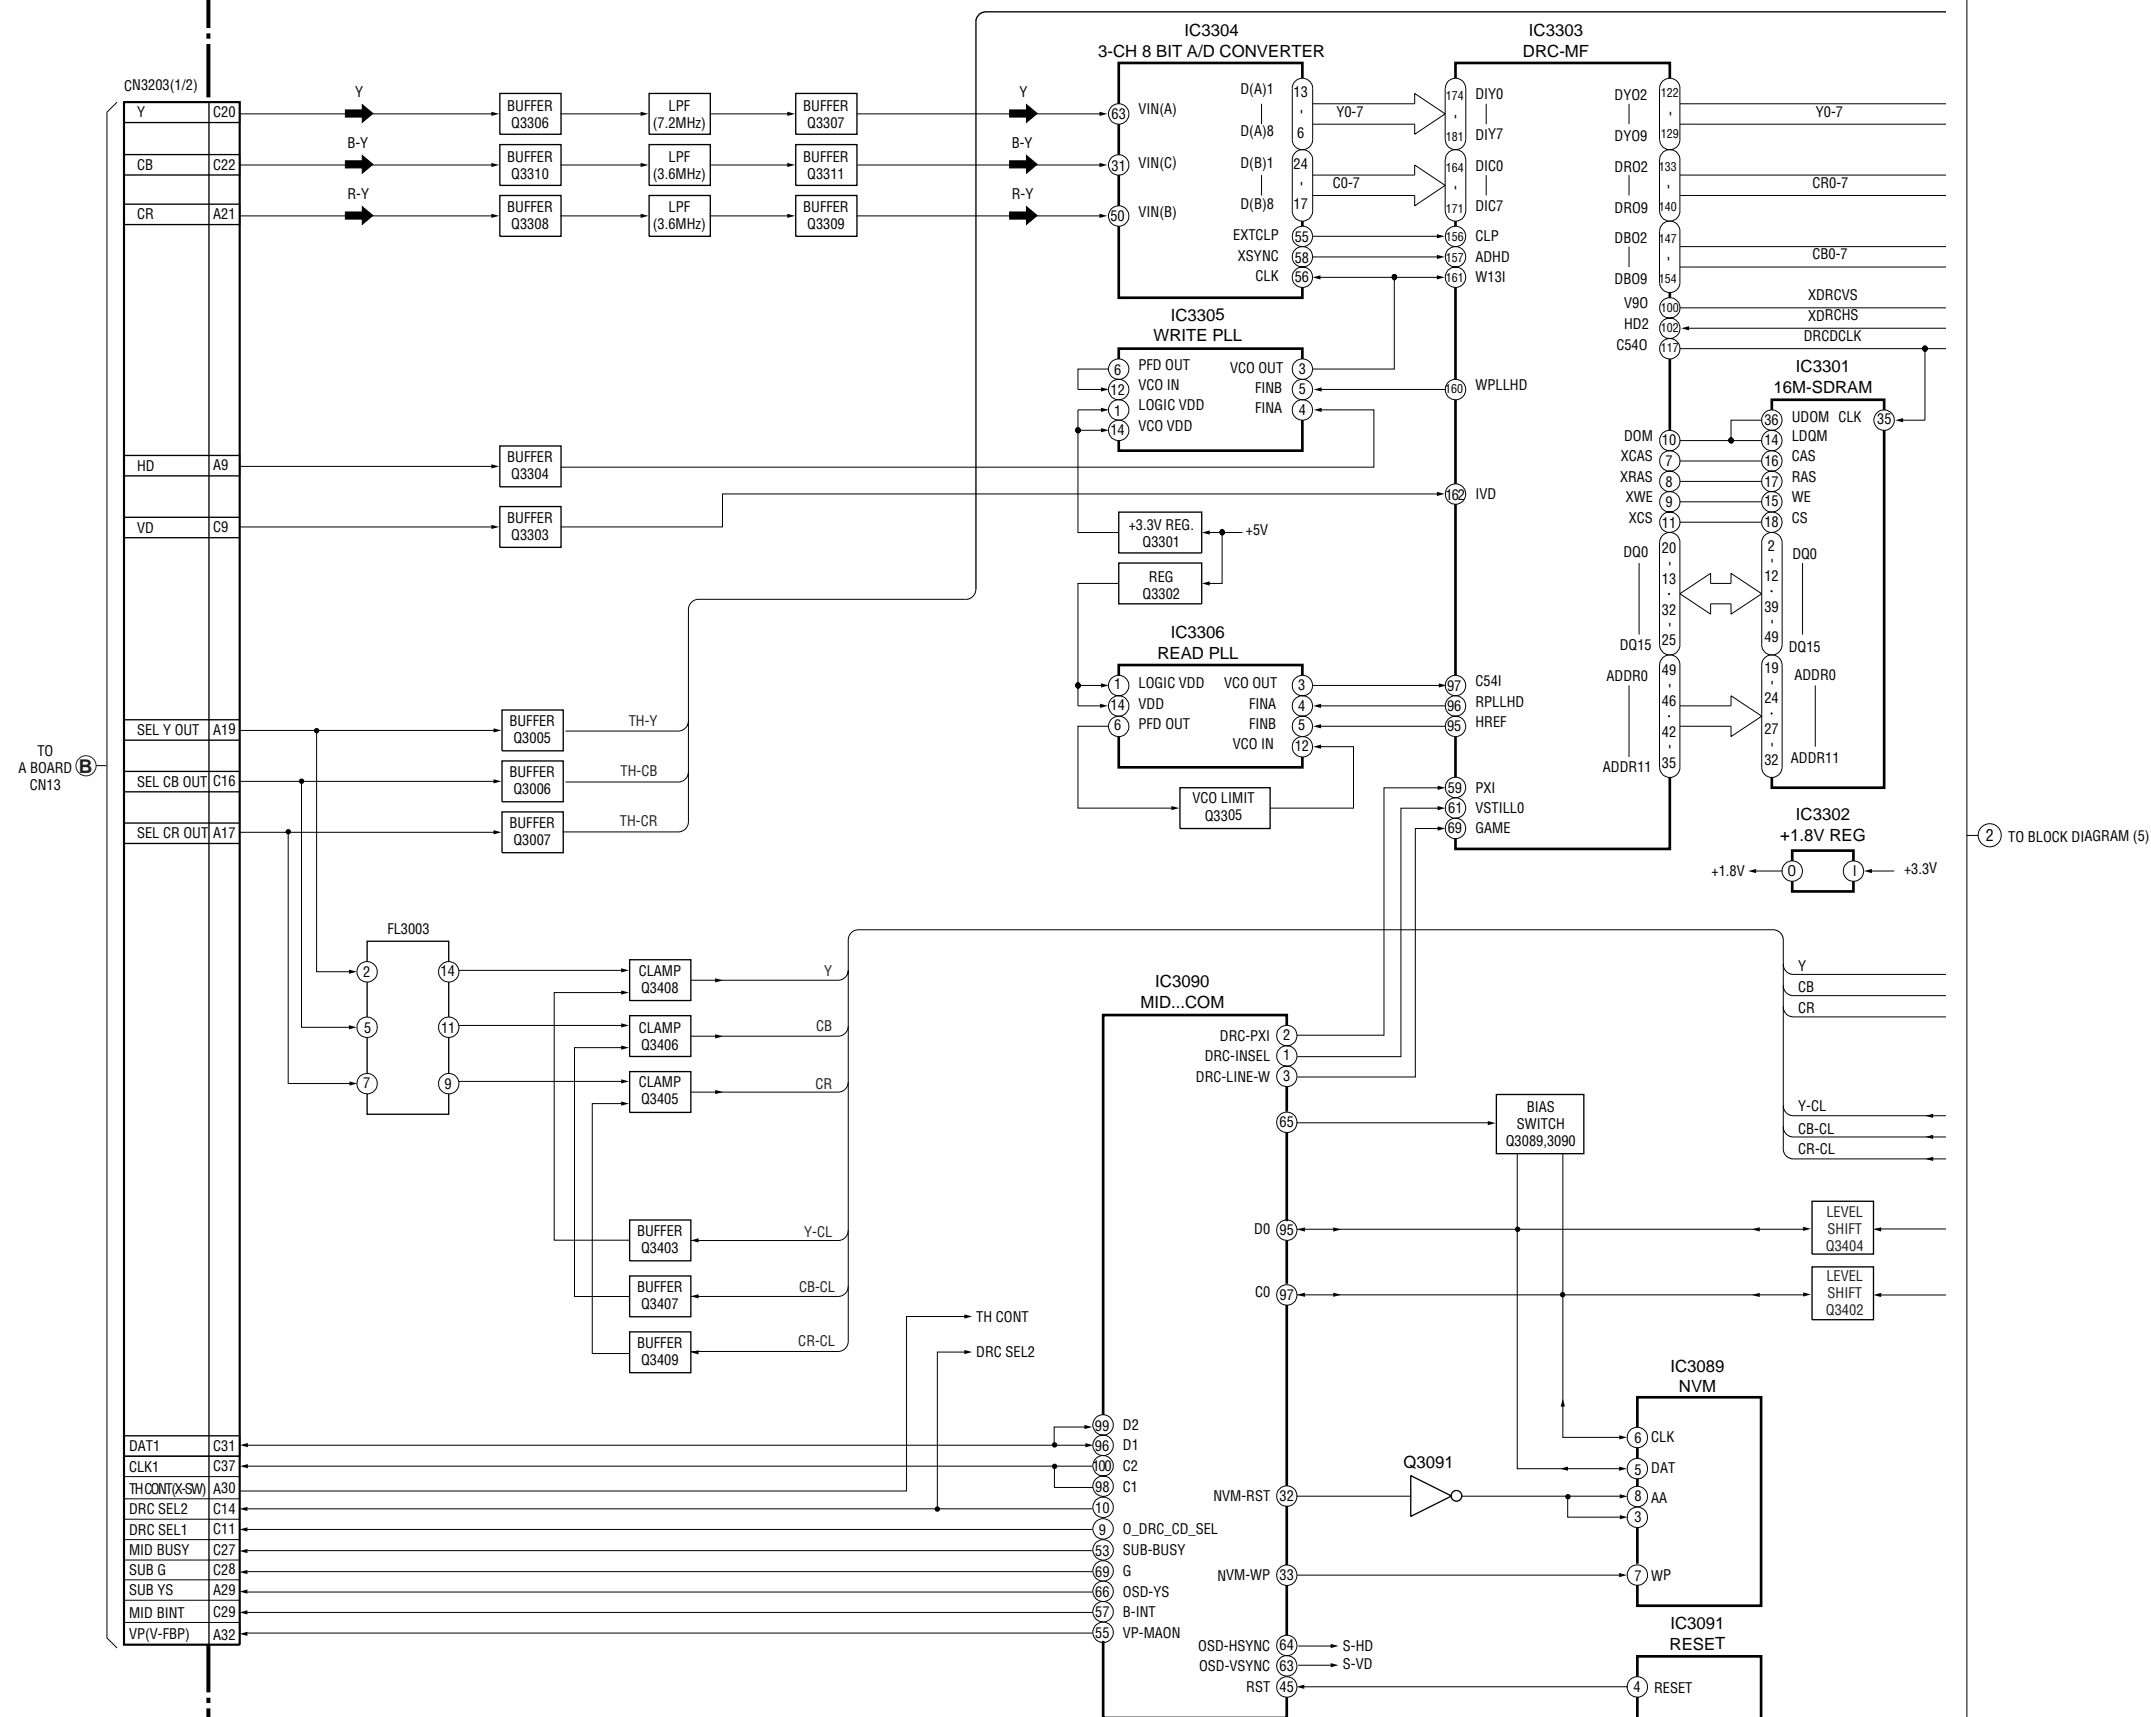 IC3304
3-CH 8 BIT A/D CONVERTER
IC3303
DRC-MF
CN3203(1/2)
Y C20
CB C22
CR A21
HD A9
VD C9
SEL Y OUT A19
SEL CB OUT C16
SEL CR OUT A17
DAT1 C31
CLK1 C37
TH CONT(X-SW) A30
DRC SEL2 C14
DRC SEL1 C11
MID BUSY C27
SUB G C28
SUB YS A29
MID BINT C29
VP(V-FBP) A32
TO
A BOARD B
CN13
Y
BUFFER
Q3306
LPF
(7.2MHz)
BUFFER
Q3307
Y
B-Y
BUFFER
Q3310
LPF
(3.6MHz)
BUFFER
Q3311
B-Y
R-Y
BUFFER
Q3308
LPF
(3.6MHz)
BUFFER
Q3309
R-Y
63 VIN(A)
31 VIN(C)
50 VIN(B)
D(A)1 13
D(A)8 6
D(B)1 24
D(B)8 17
EXTCLP 55
XSYNC 58
CLK 56
Y0-7
C0-7
174 DIY0
181 DIY7
164 DIC0
171 DIC7
156 CLP
157 ADHD
161 W13I
160 WPLLHD
162 IVD
97 C54I
96 RPLLHD
95 HREF
59 PXI
61 VSTILL0
69 GAME
DYO2 122
DYO9 129
DRO2 133
DRO9 140
DBO2 147
DBO9 154
V9O 100
HD2 102
C54O 117
Y0-7
CR0-7
CB0-7
XDRCVS
XDRCHS
DRCDCLK
DOM 10
XCAS 7
XRAS 8
XWE 9
XCS 11
DQ0 20
13
32
DQ15 25
ADDR0 49
46
42
ADDR11 35
IC3301
16M-SDRAM
36 UDOM CLK 35
14 LDQM
16 CAS
17 RAS
15 WE
18 CS
2 DQ0
12
39
49 DQ15
19 ADDR0
24
27
32 ADDR11
IC3305
WRITE PLL
6 PFD OUT
12 VCO IN
1 LOGIC VDD
14 VCO VDD
VCO OUT 3
FINB 5
FINA 4
BUFFER
Q3304
BUFFER
Q3303
+3.3V REG.
Q3301
+5V
REG
Q3302
IC3306
READ PLL
1 LOGIC VDD
14 VDD
6 PFD OUT
VCO OUT 3
FINA 4
FINB 5
VCO IN 12
VCO LIMIT
Q3305
BUFFER
Q3005
TH-Y
BUFFER
Q3006
TH-CB
BUFFER
Q3007
TH-CR
IC3302
+1.8V REG
+1.8V O I +3.3V
2 TO BLOCK DIAGRAM (5)
FL3003
2 14
5 11
7 9
CLAMP
Q3408
Y
CLAMP
Q3406
CB
CLAMP
Q3405
CR
BUFFER
Q3403
Y-CL
BUFFER
Q3407
CB-CL
BUFFER
Q3409
CR-CL
TH CONT
DRC SEL2
Y
CB
CR
Y-CL
CB-CL
CR-CL
IC3090
MID...COM
DRC-PXI 2
DRC-INSEL 1
DRC-LINE-W 3
65
D0 95
C0 97
BIAS
SWITCH
Q3089,3090
LEVEL
SHIFT
Q3404
LEVEL
SHIFT
Q3402
99 D2
96 D1
100 C2
98 C1
10
9 O_DRC_CD_SEL
53 SUB-BUSY
69 G
66 OSD-YS
57 B-INT
55 VP-MAON
NVM-RST 32
NVM-WP 33
OSD-HSYNC 64 S-HD
OSD-VSYNC 63 S-VD
RST 45
Q3091
IC3089
NVM
6 CLK
5 DAT
8 AA
3
7 WP
IC3091
RESET
4 RESET